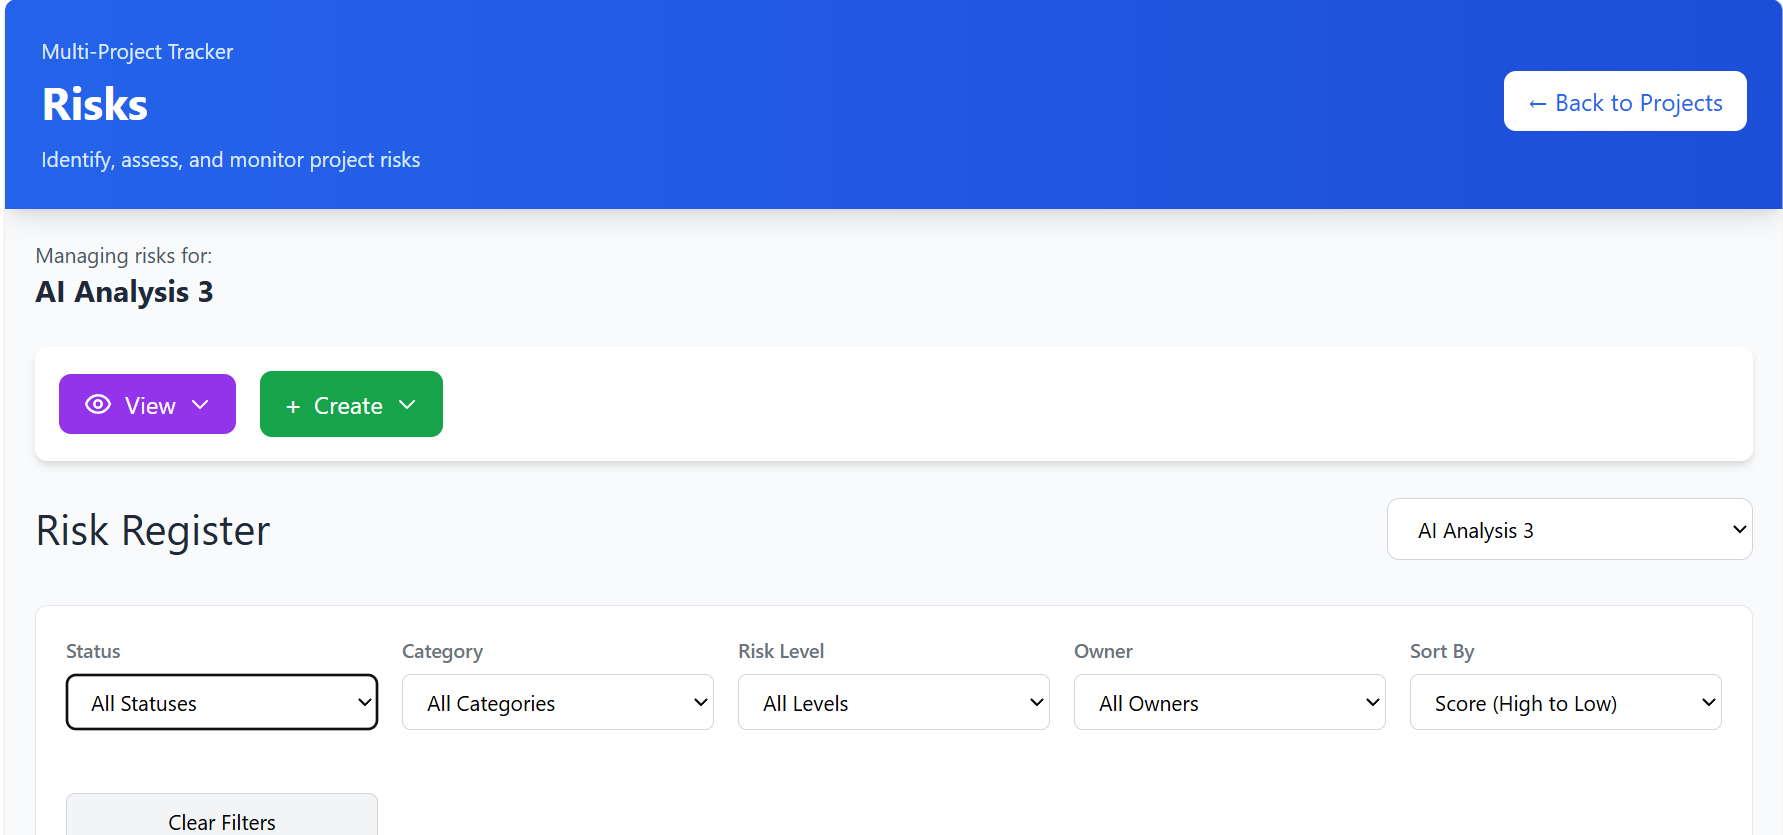 Multi-Project Tracker
Risks
Identify, assess, and monitor project risks
← Back to Projects
Managing risks for:
AI Analysis 3
View
+ Create
Risk Register
AI Analysis 3
Status
Category
Risk Level
Owner
Sort By
All Statuses
All Categories
All Levels
All Owners
Score (High to Low)
Clear Filters